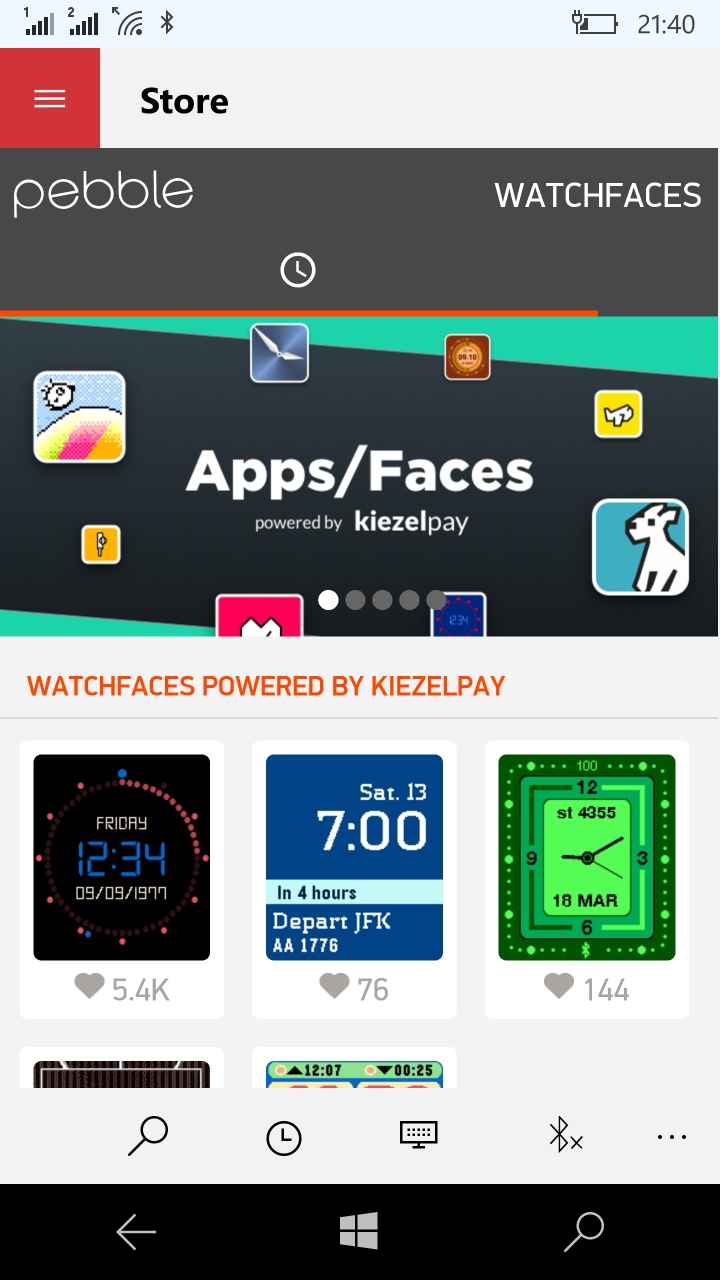 1 2 21:40
Store
pebble WATCHFACES
09.10
Apps/Faces
powered by kiezelpay
1234
WATCHFACES POWERED BY KIEZELPAY
FRIDAY
12:34
09/09/1977
5.4K
Sat. 13
7:00
In 4 hours
Depart JFK
AA 1776
76
100
12
st 4355
9 3
18 MAR
6
144
12:07 00:25